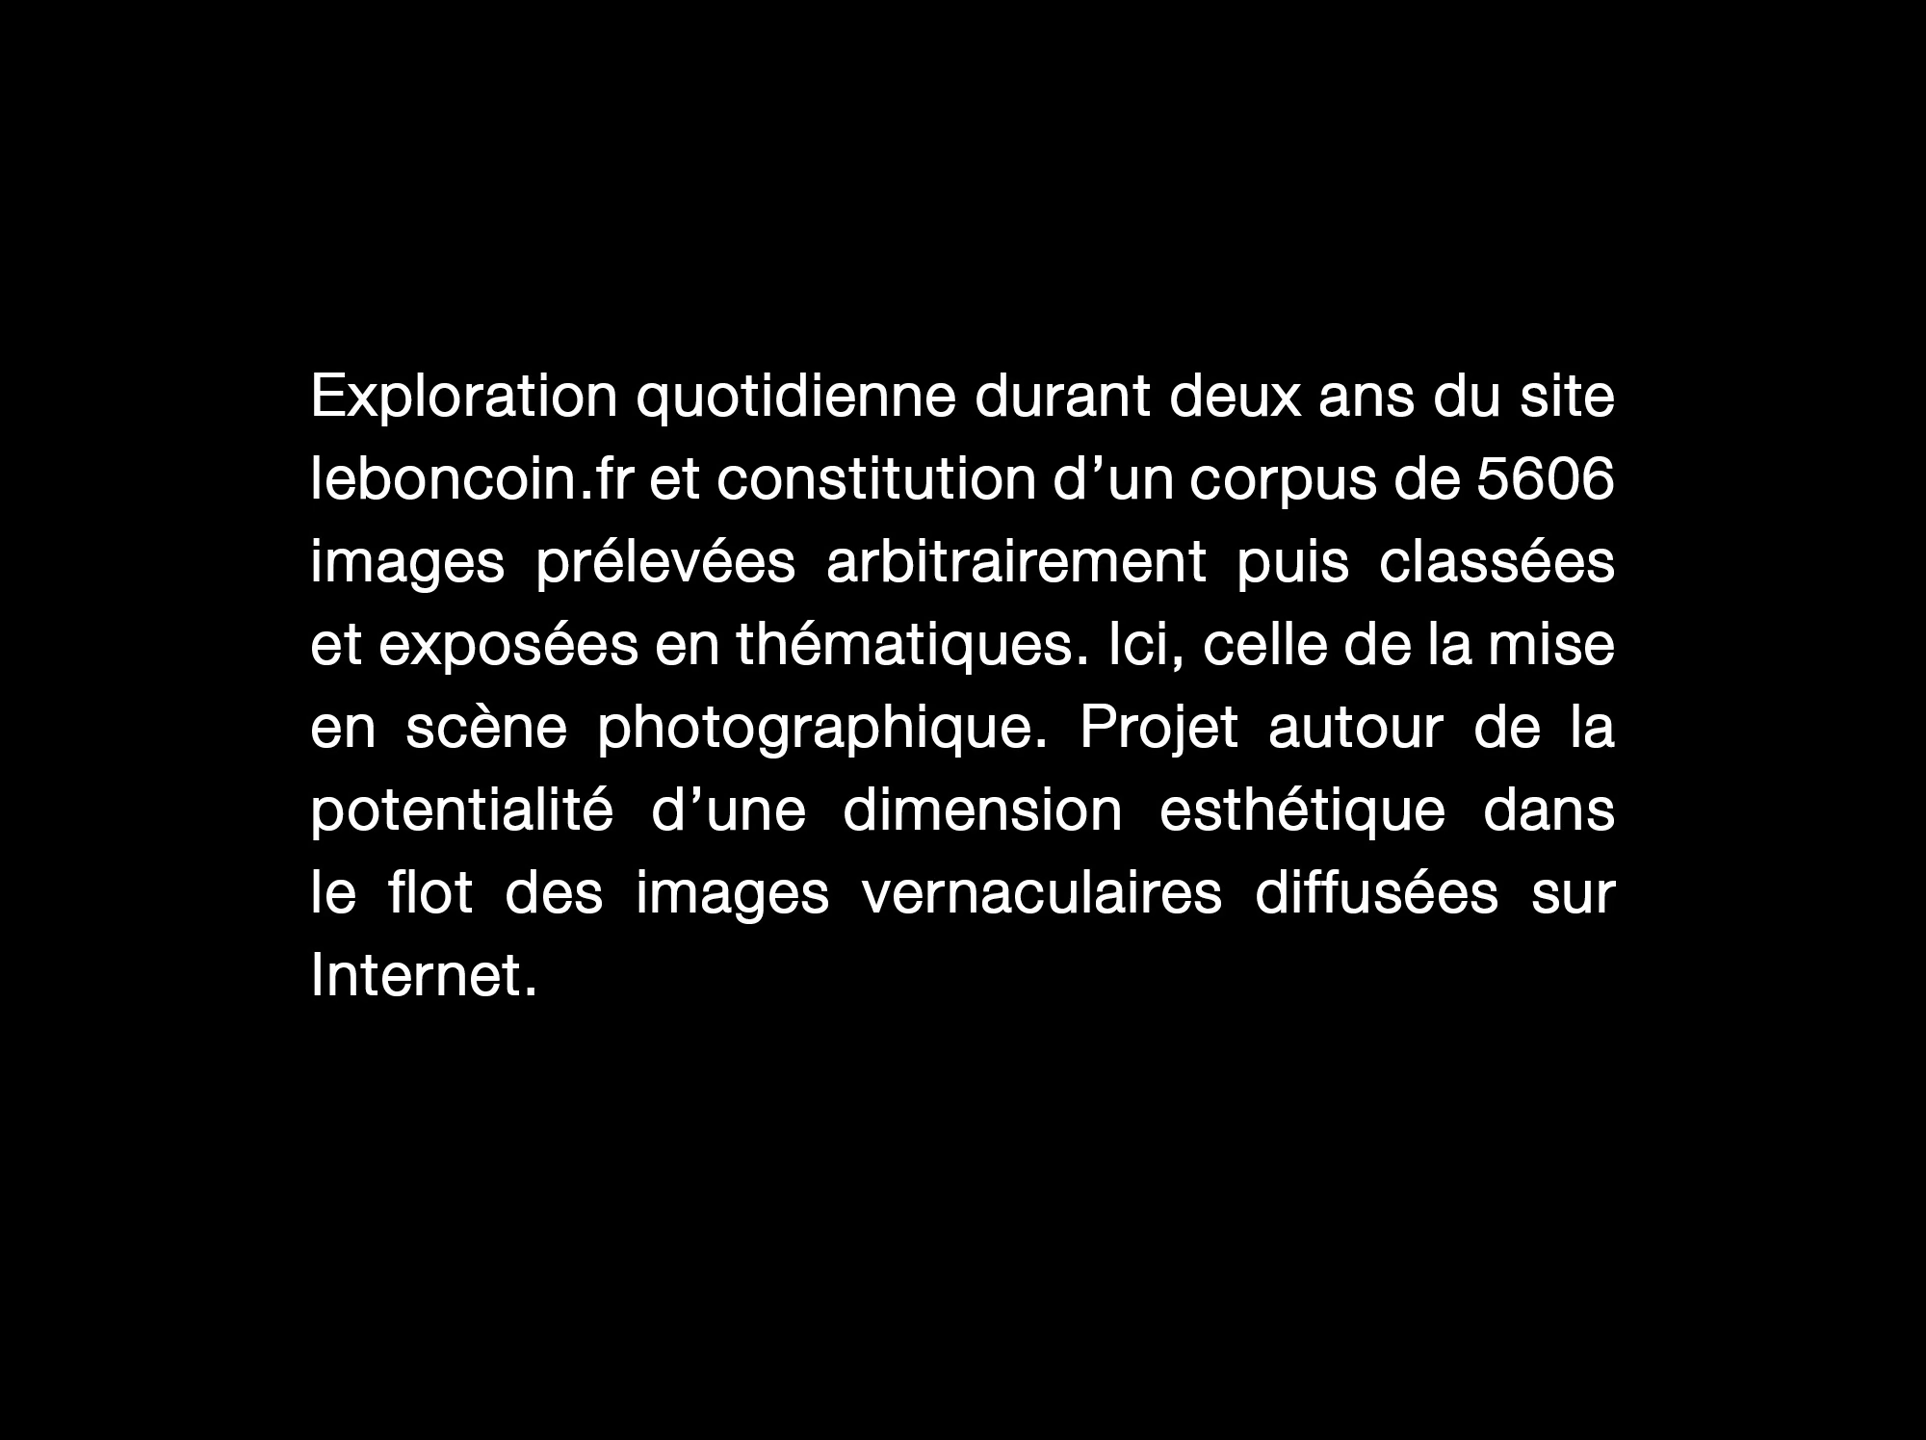 Exploration quotidienne durant deux ans du site
leboncoin.fr et constitution d’un corpus de 5606
images prélevées arbitrairement puis classées
et exposées en thématiques. Ici, celle de la mise
en scène photographique. Projet autour de la
potentialité d’une dimension esthétique dans
le flot des images vernaculaires diffusées sur
Internet.